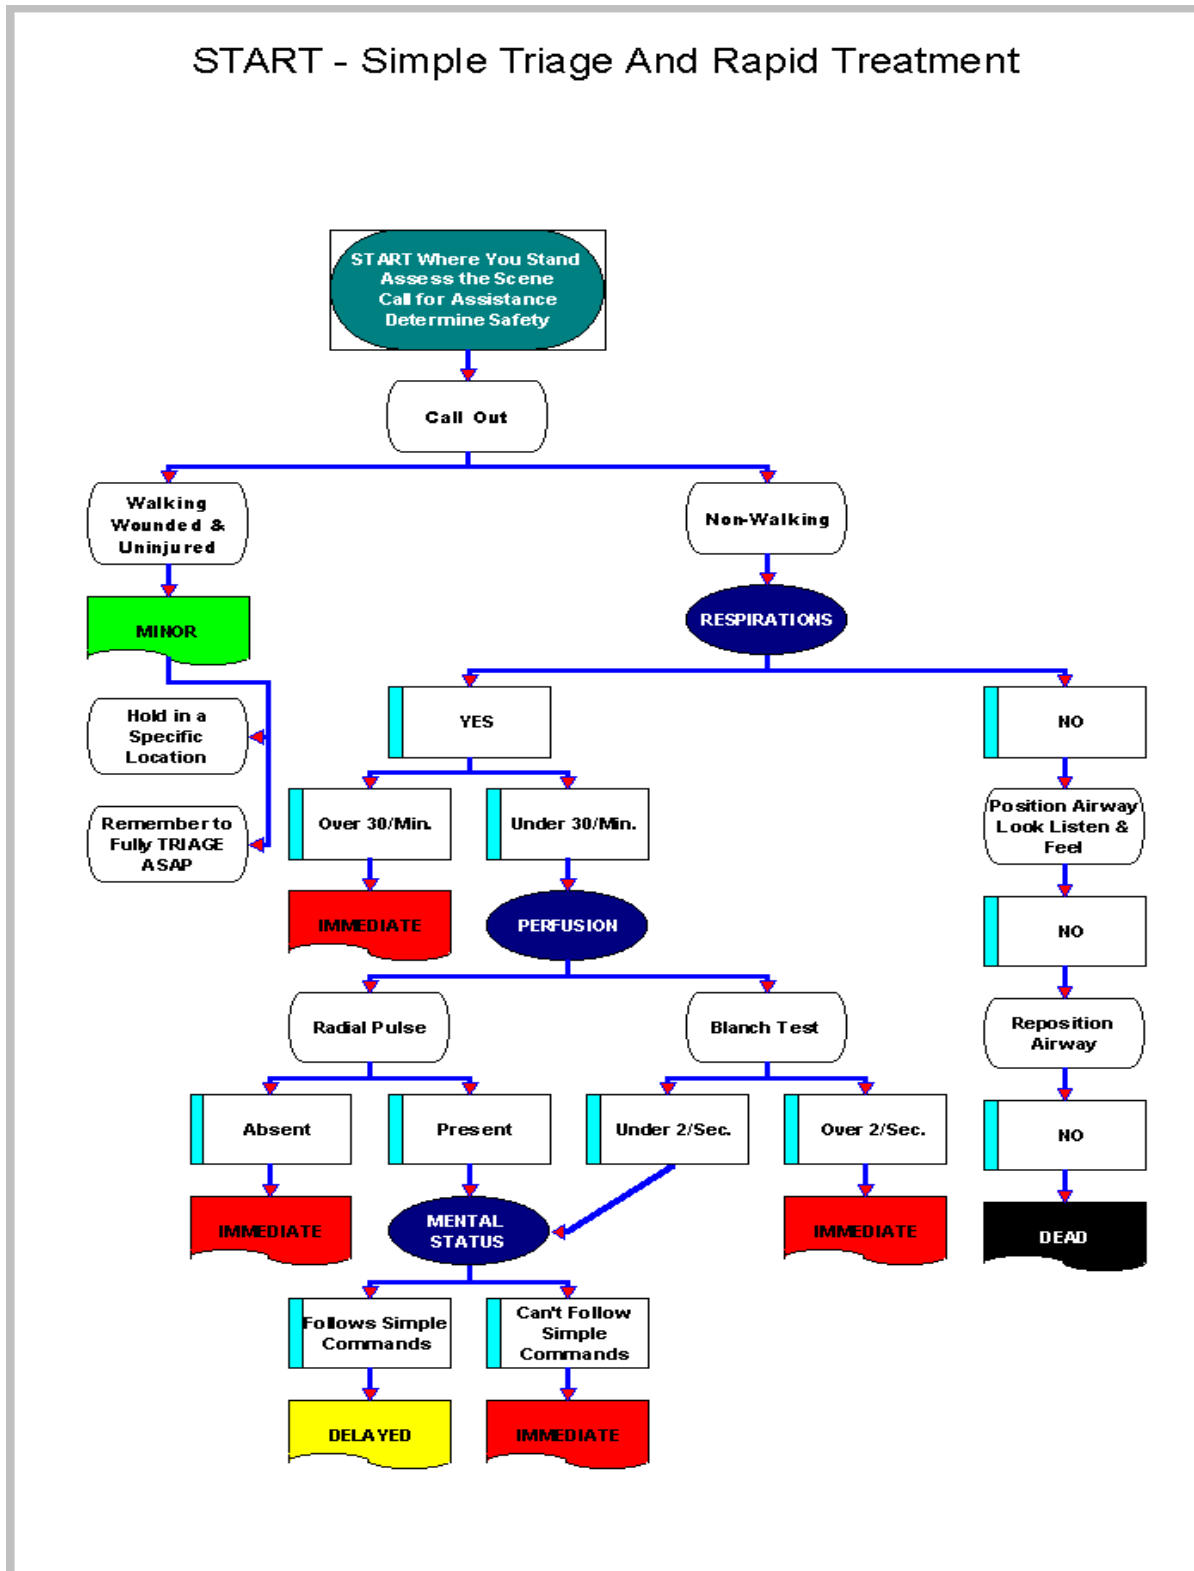 START - Simple Triage And Rapid Treatment
START Where You Stand
Assess the Scene
Call for Assistance
Determine Safety
Call Out
Walking
Wounded &
Uninjured
Non-Walking
MINOR
RESPIRATIONS
Hold in a
Specific
Location
YES
NO
Remember to
Fully TRIAGE
ASAP
Over 30/Min.
Under 30/Min.
Position Airway
Look Listen &
Feel
IMMEDIATE
PERFUSION
NO
Radial Pulse
Blanch Test
Reposition
Airway
Absent
Present
Under 2/Sec.
Over 2/Sec.
NO
IMMEDIATE
MENTAL
STATUS
IMMEDIATE
DEAD
Follows Simple
Commands
Can't Follow
Simple
Commands
DELAYED
IMMEDIATE